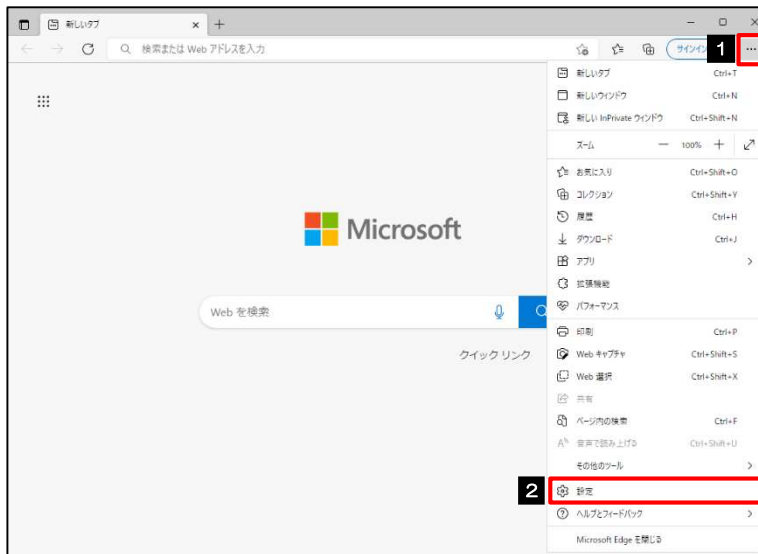 新しいタブ
検索または Web アドレスを入力
サインイン
1
新しいタブ Ctrl+T
新しいウィンドウ Ctrl+N
新しい InPrivate ウィンドウ Ctrl+Shift+N
ズーム 100%
お気に入り Ctrl+Shift+O
コレクション Ctrl+Shift+Y
履歴 Ctrl+H
ダウンロード Ctrl+J
アプリ
拡張機能
パフォーマンス
印刷 Ctrl+P
Web キャプチャ Ctrl+Shift+S
Web 選択 Ctrl+Shift+X
共有
ページ内の検索 Ctrl+F
音声で読み上げる Ctrl+Shift+U
その他のツール
2 設定
ヘルプとフィードバック
Microsoft Edge を閉じる
Microsoft
Web を検索
クイック リンク